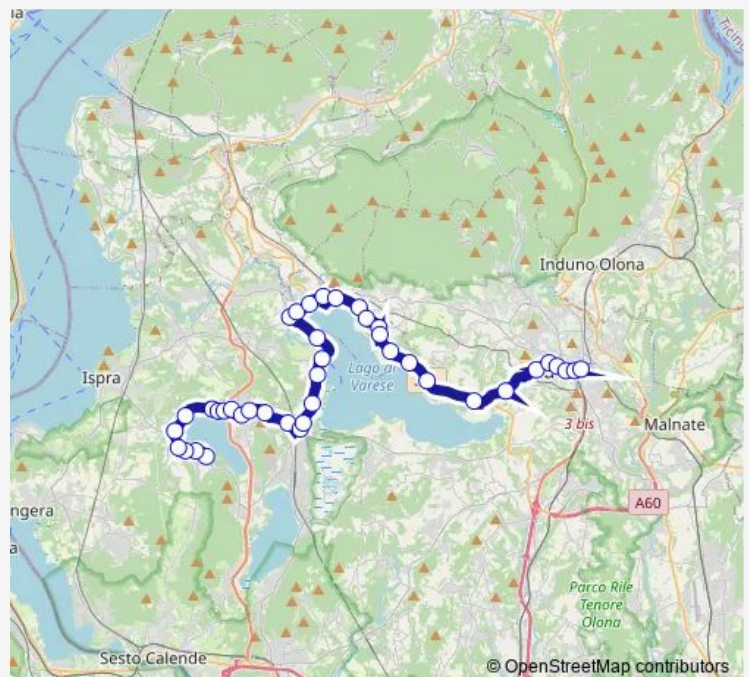 Ticino
Induno Olona
Ispra
Lago di
Varese
3 bis
Malnate
ngera
A60
Parco Rile
Tenore
Olona
Sesto Calende
© OpenStreetMap contributors